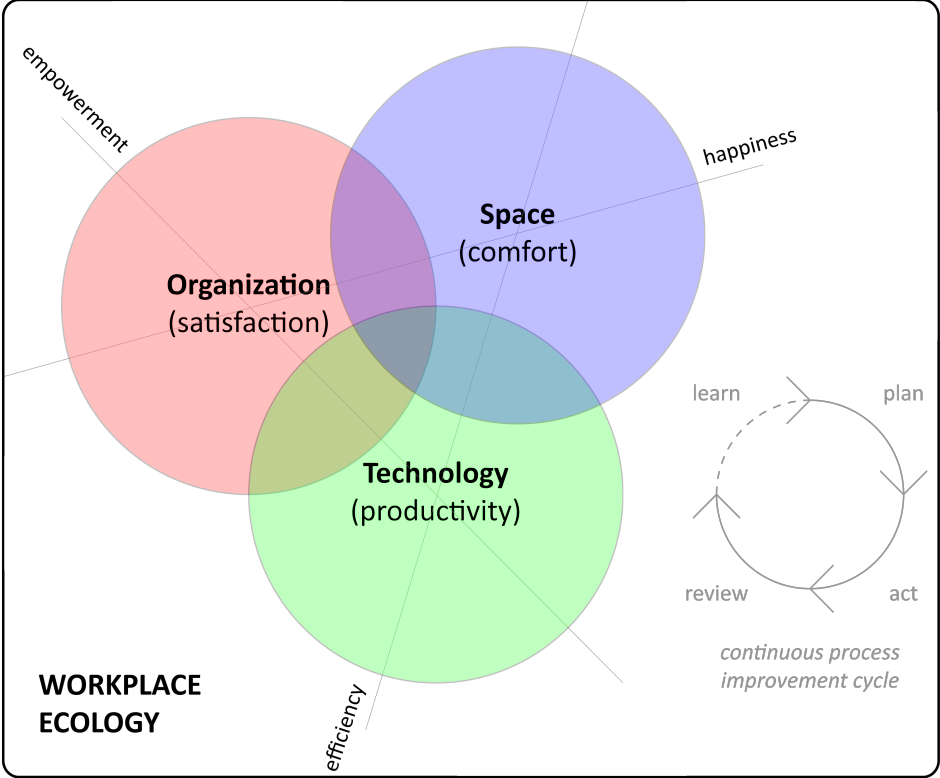 empowerment
happiness
Space
(comfort)
Organization
(satisfaction)
Technology
(productivity)
efficiency
learn
plan
review
act
continuous process
improvement cycle
WORKPLACE
ECOLOGY